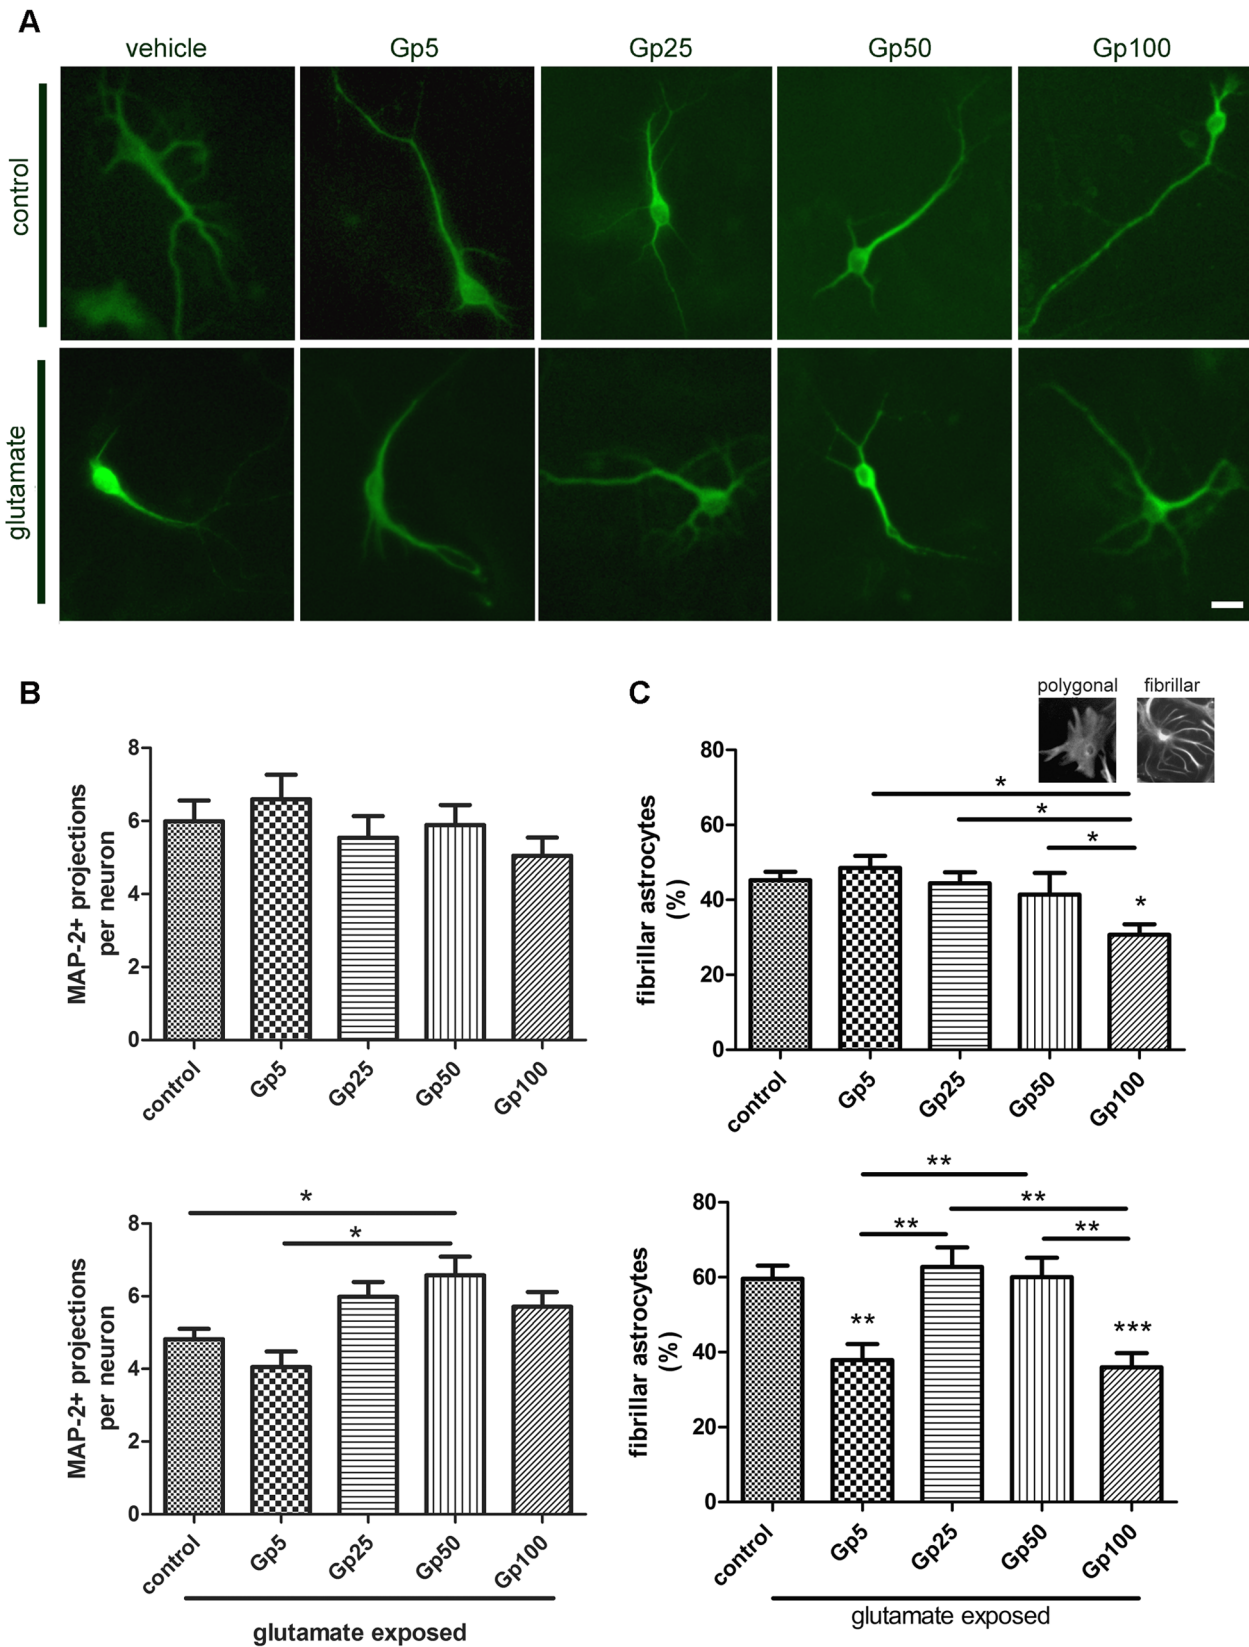 A
vehicle Gp5 Gp25 Gp50 Gp100
control
glutamate
B
MAP-2+ projections
per neuron
8
6
4
2
0
control Gp5 Gp25 Gp50 Gp100
*
*
MAP-2+ projections
per neuron
8
6
4
2
0
control Gp5 Gp25 Gp50 Gp100
glutamate exposed
C
polygonal fibrillar
fibrillar astrocytes
(%)
80
60
40
20
0
*
*
*
*
control Gp5 Gp25 Gp50 Gp100
fibrillar astrocytes
(%)
80
60
40
20
0
**
**
**
**
**
***
control Gp5 Gp25 Gp50 Gp100
glutamate exposed